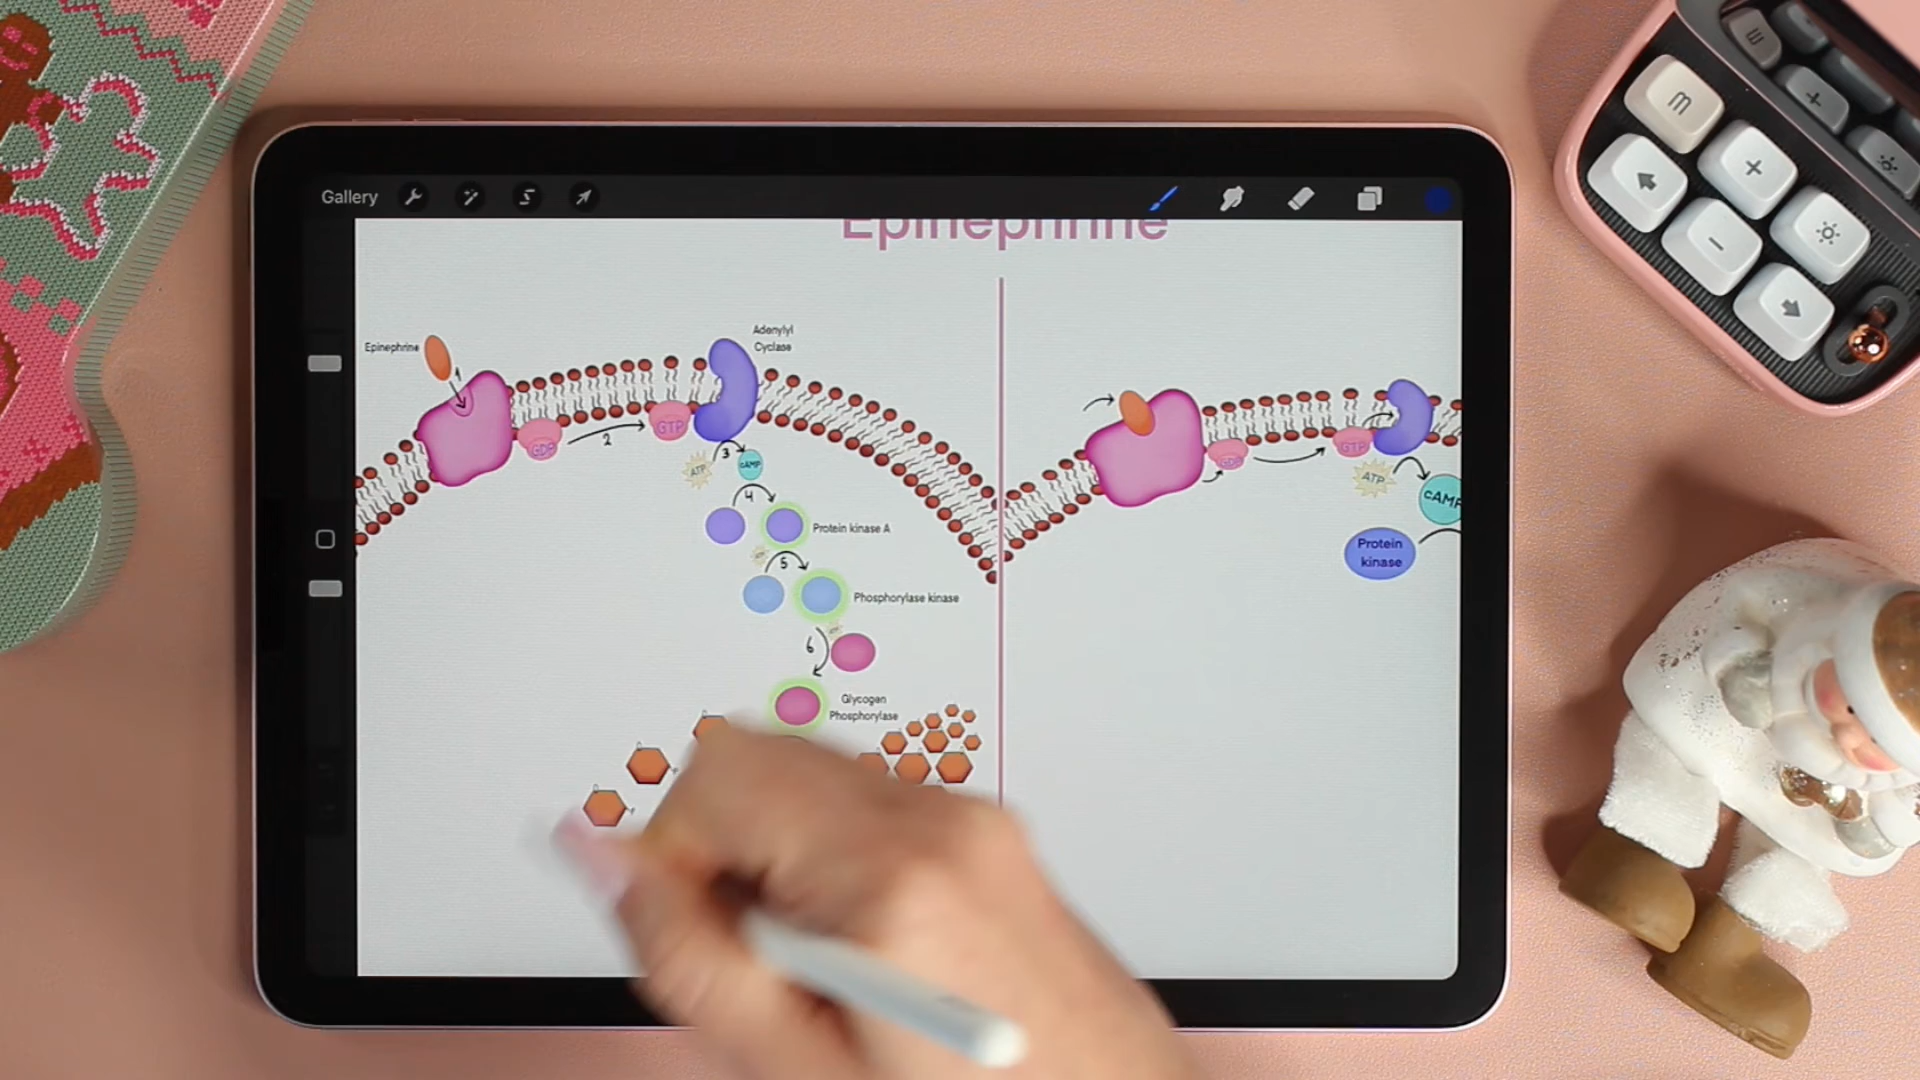 Gallery
Epinephrine
Epinephrine
Adenylyl
Cyclase
1
GDP
2
GTP
ATP
3
cAMP
4
Protein kinase A
5
Phosphorylase kinase
6
Glycogen
Phosphorylase
GTP
ATP
cAMP
Protein
kinase
m
+
-
+